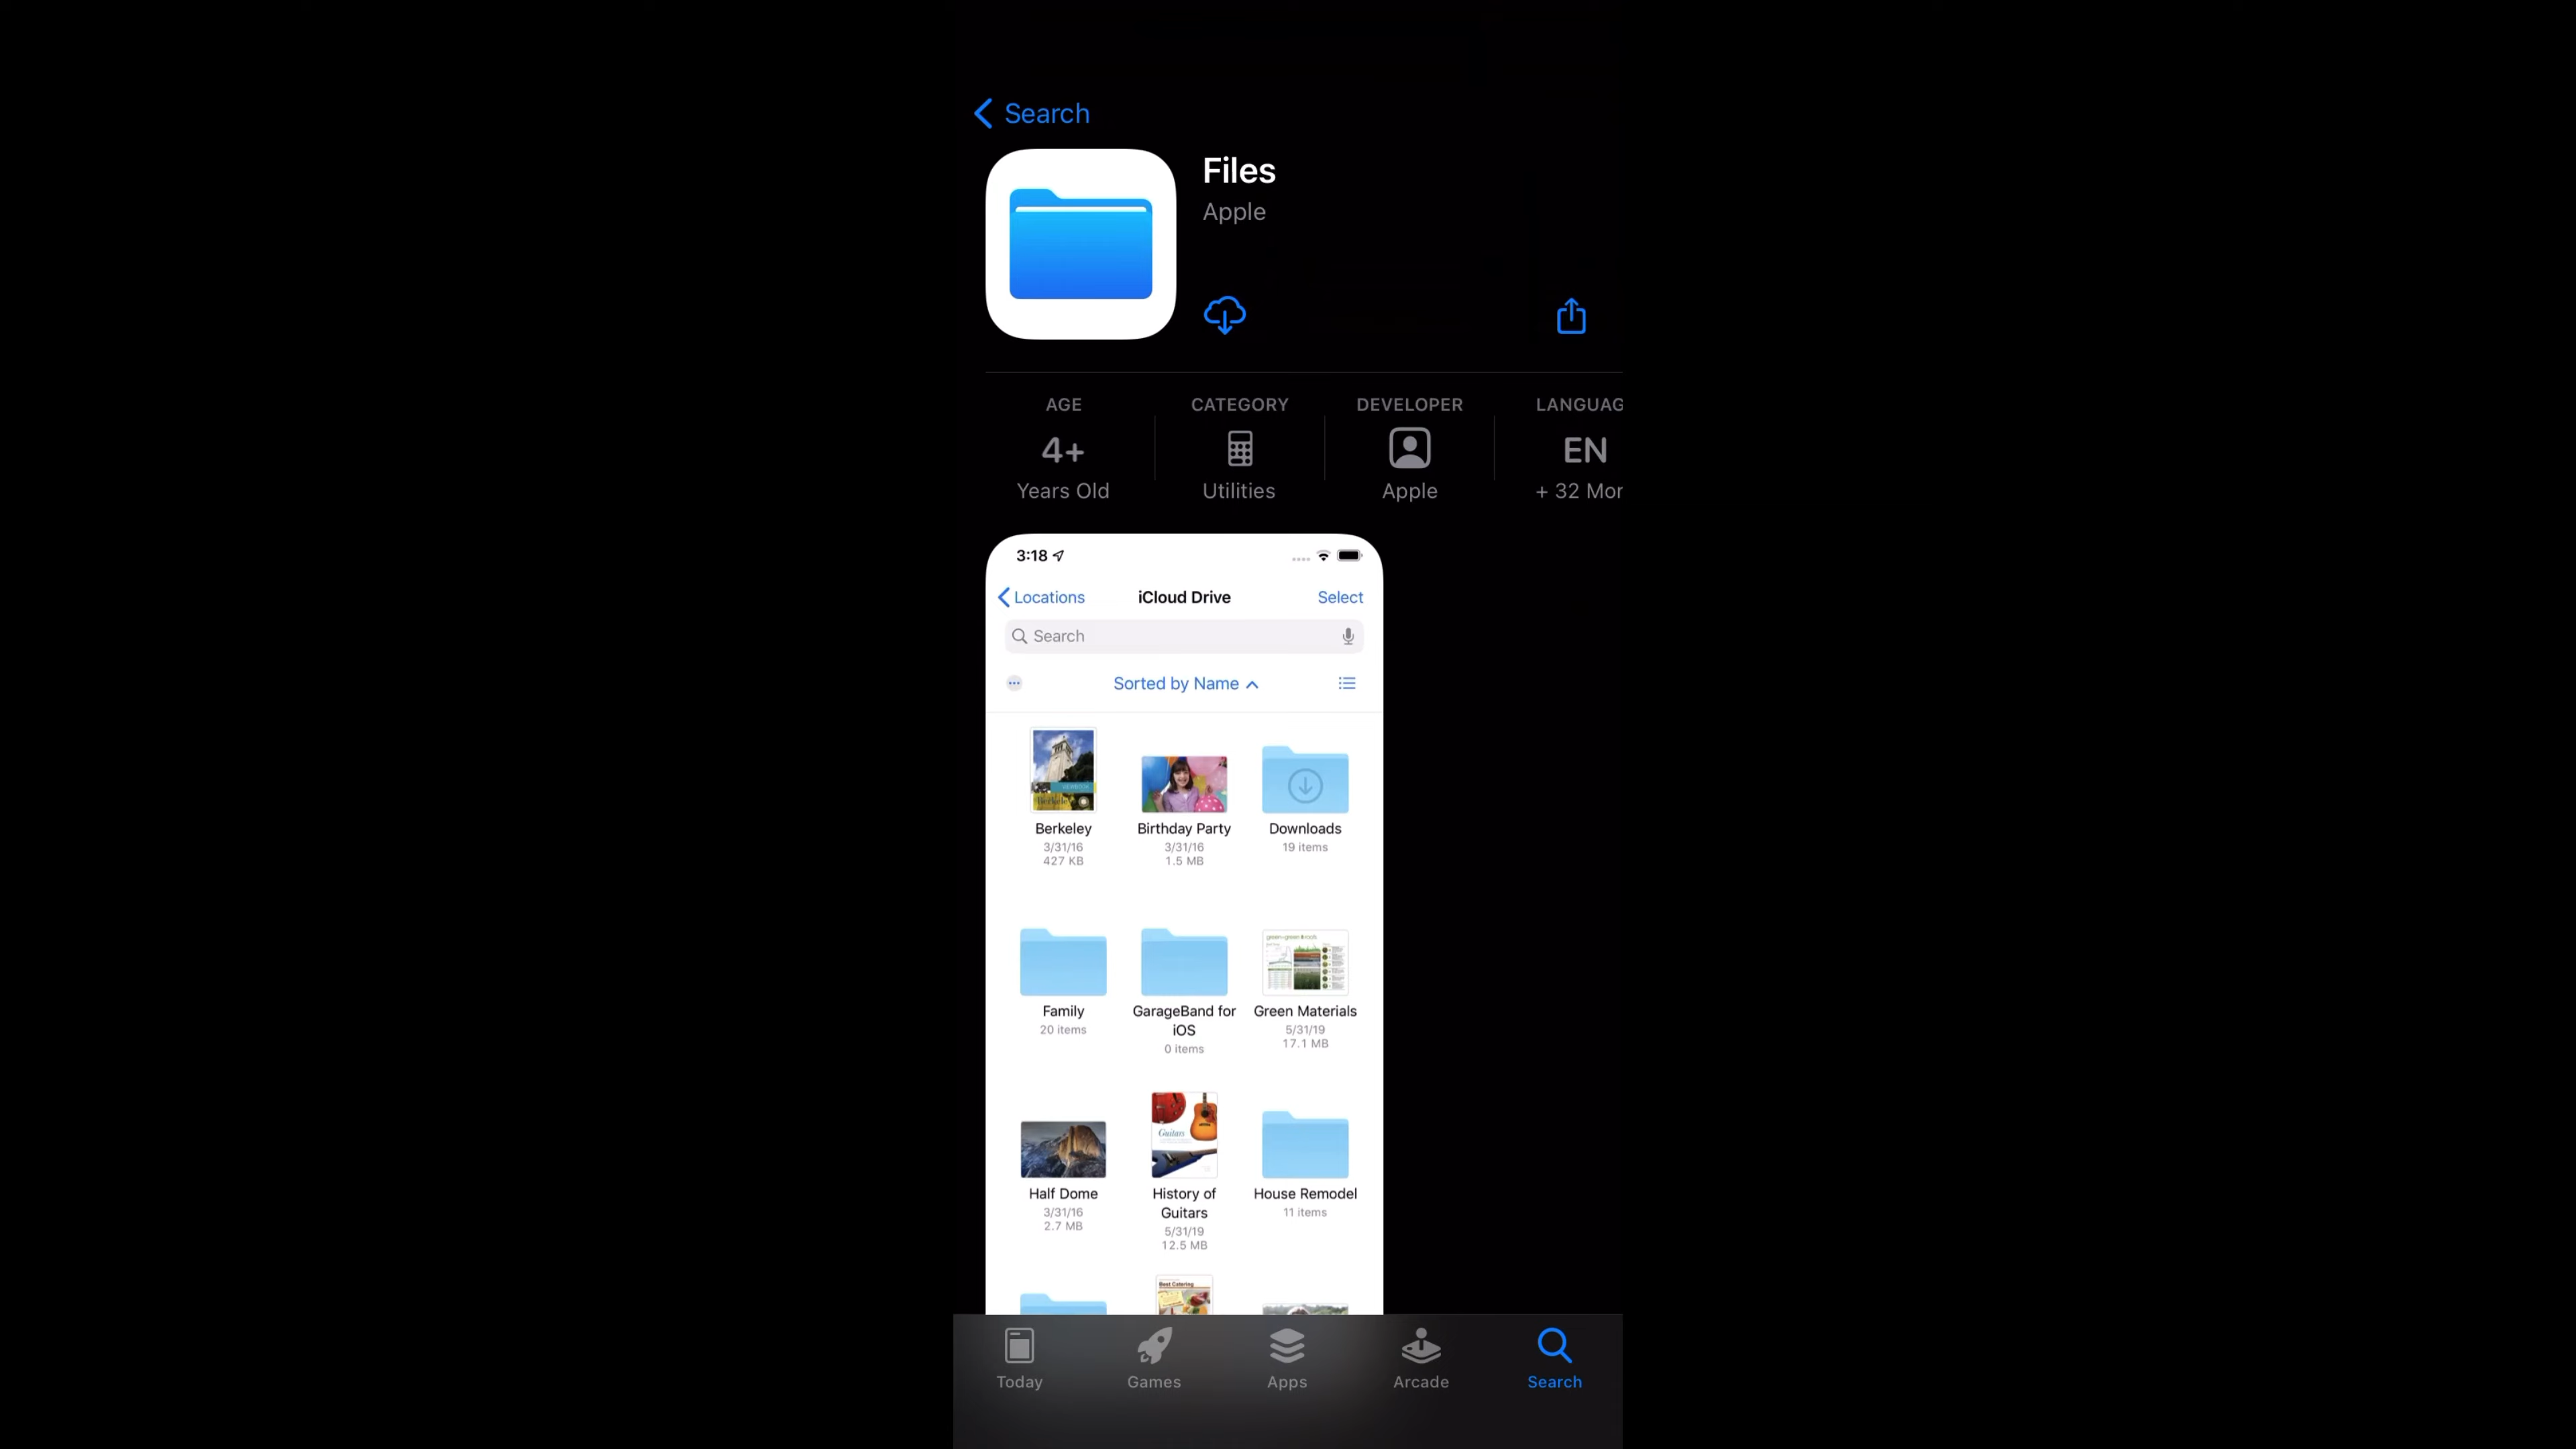 Search
Files
Apple
AGE
CATEGORY
DEVELOPER
LANGUAG
4+
EN
Years Old
Utilities
Apple
+ 32 Mor
3:18
Locations
iCloud Drive
Select
Search
Sorted by Name
Berkeley
Birthday Party
Downloads
3/31/16
3/31/16
19 items
427 KB
1.5 MB
Guitars
Family
GarageBand for
Green Materials
20 items
iOS
5/31/19
0 items
17.1 MB
Half Dome
History of
House Remodel
3/31/16
Guitars
11 items
2.7 MB
5/31/19
12.5 MB
Best Catering
Today
Games
Apps
Arcade
Search